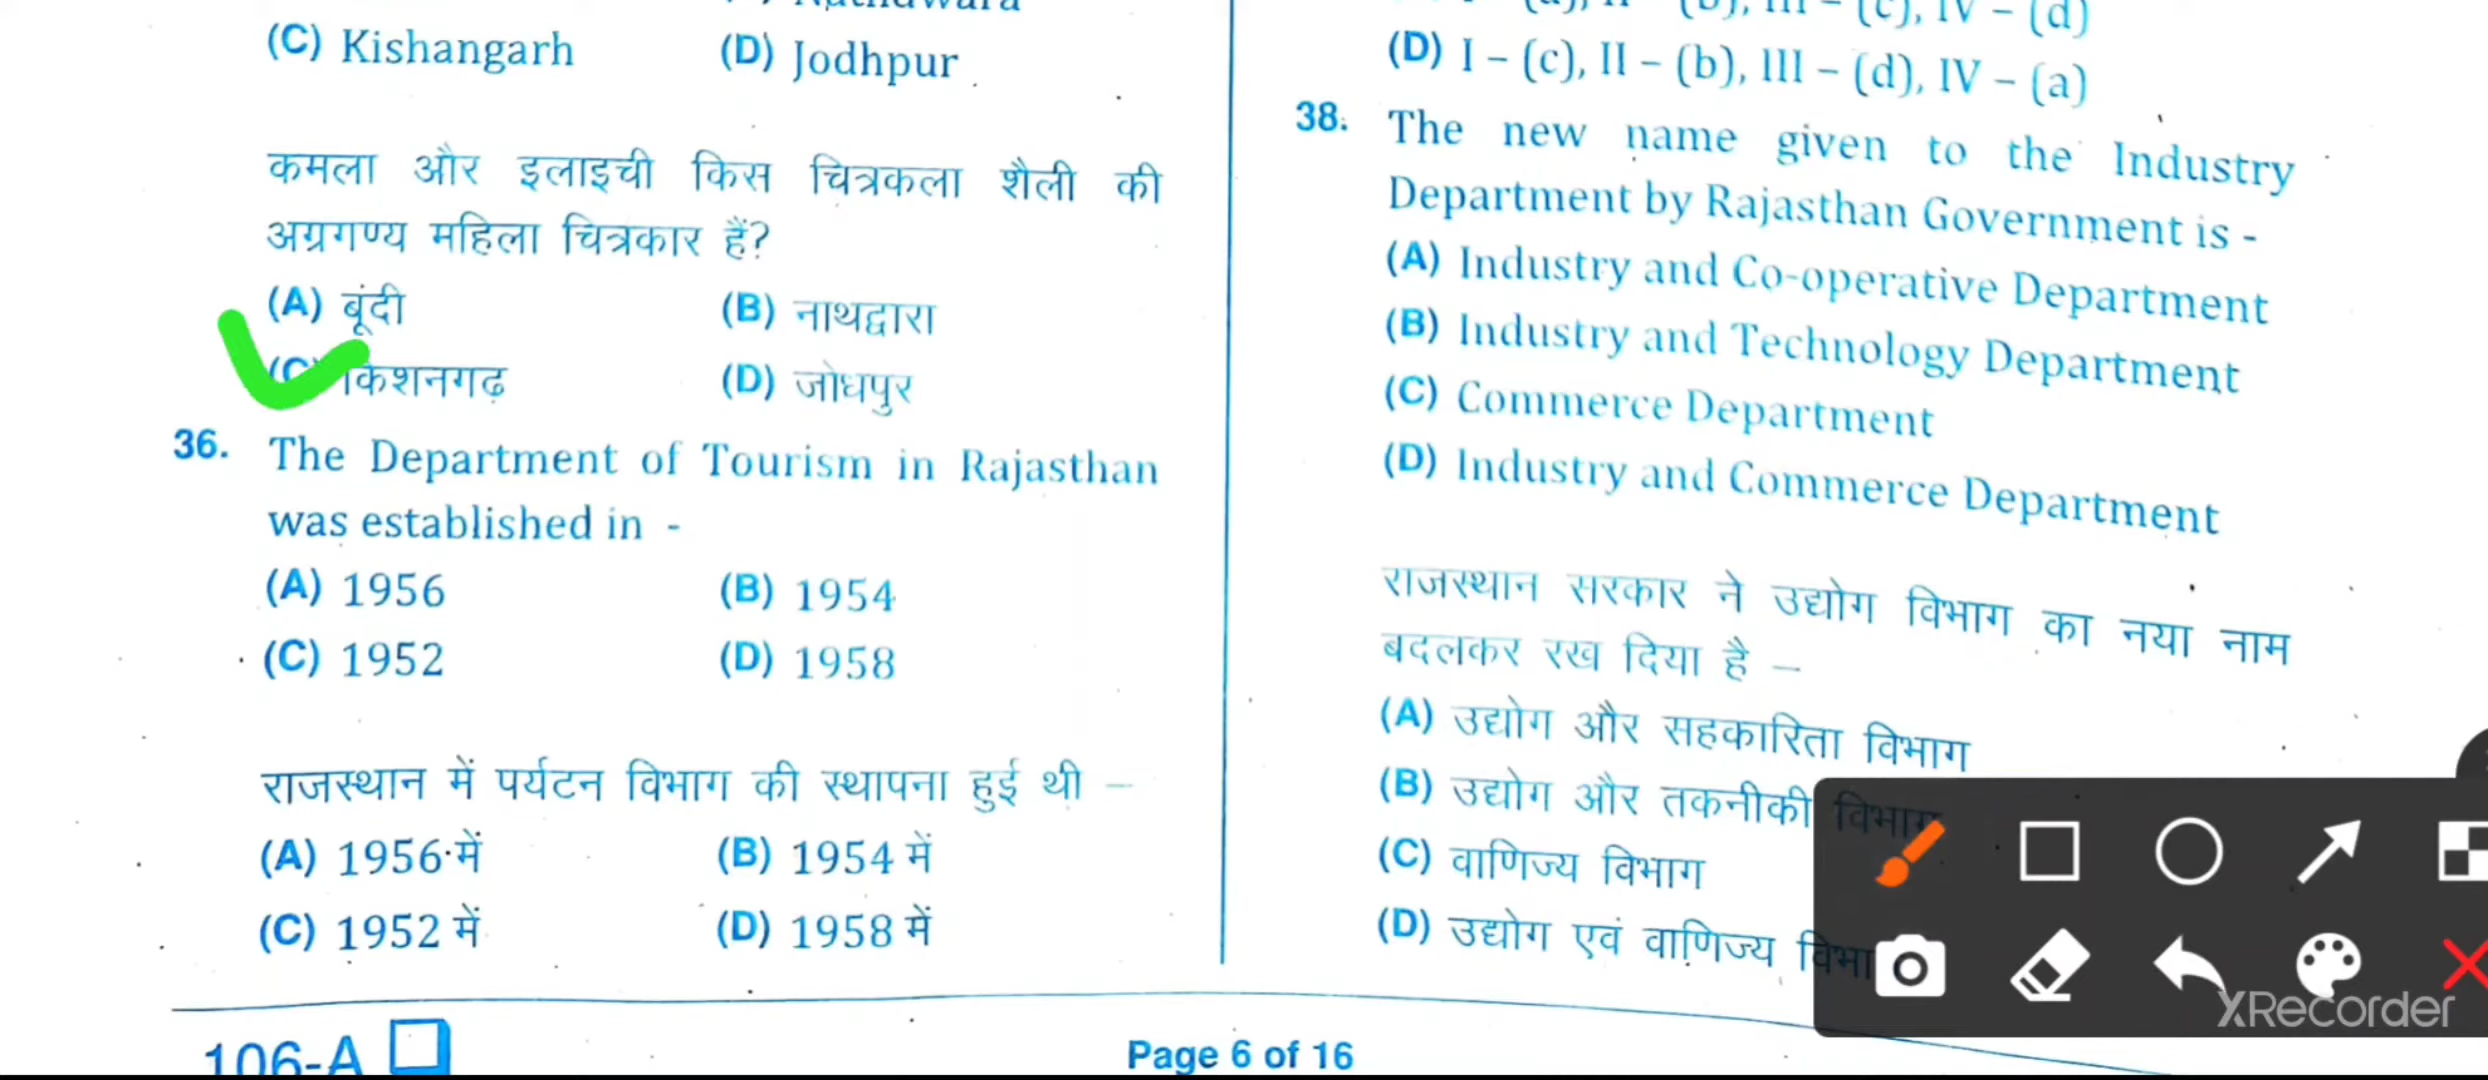 (C) Kishangarh (D) Jodhpur
कमला और इलाइची किस चित्रकला शैली की
अग्रगण्य महिला चित्रकार हैं?
(A) बूंदी (B) नाथद्वारा
(C) किशनगढ़ (D) जोधपुर
36. The Department of Tourism in Rajasthan
was established in -
(A) 1956 (B) 1954
(C) 1952 (D) 1958
राजस्थान में पर्यटन विभाग की स्थापना हुई थी –
(A) 1956 में (B) 1954 में
(C) 1952 में (D) 1958 में
(c), IV – (d)
(D) I – (c), II – (b), III – (d), IV – (a)
38. The new name given to the Industry
Department by Rajasthan Government is -
(A) Industry and Co-operative Department
(B) Industry and Technology Department
(C) Commerce Department
(D) Industry and Commerce Department
राजस्थान सरकार ने उद्योग विभाग का नया नाम
बदलकर रख दिया है –
(A) उद्योग और सहकारिता विभाग
(B) उद्योग और तकनीकी विभाग
(C) वाणिज्य विभाग
(D) उद्योग एवं वाणिज्य
106-A
Page 6 of 16
XRecorder